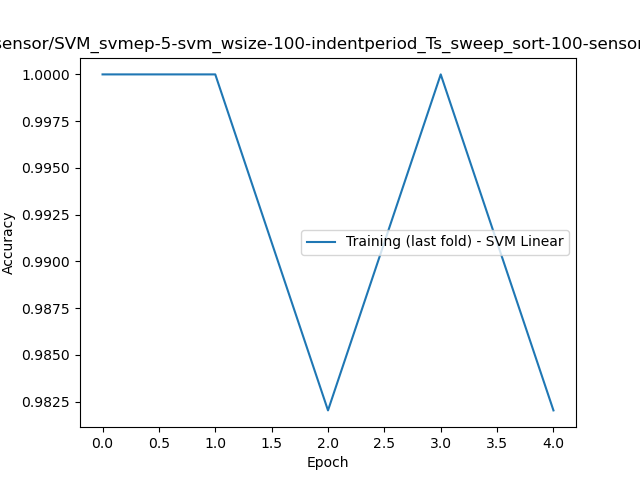 sensor/SVM_svmep-5-svm_wsize-100-indentperiod_Ts_sweep_sort-100-sensor
1.0000
0.9975
0.9950
0.9925
0.9900
0.9875
0.9850
0.9825
Accuracy
Training (last fold) - SVM Linear
0.0 0.5 1.0 1.5 2.0 2.5 3.0 3.5 4.0
Epoch